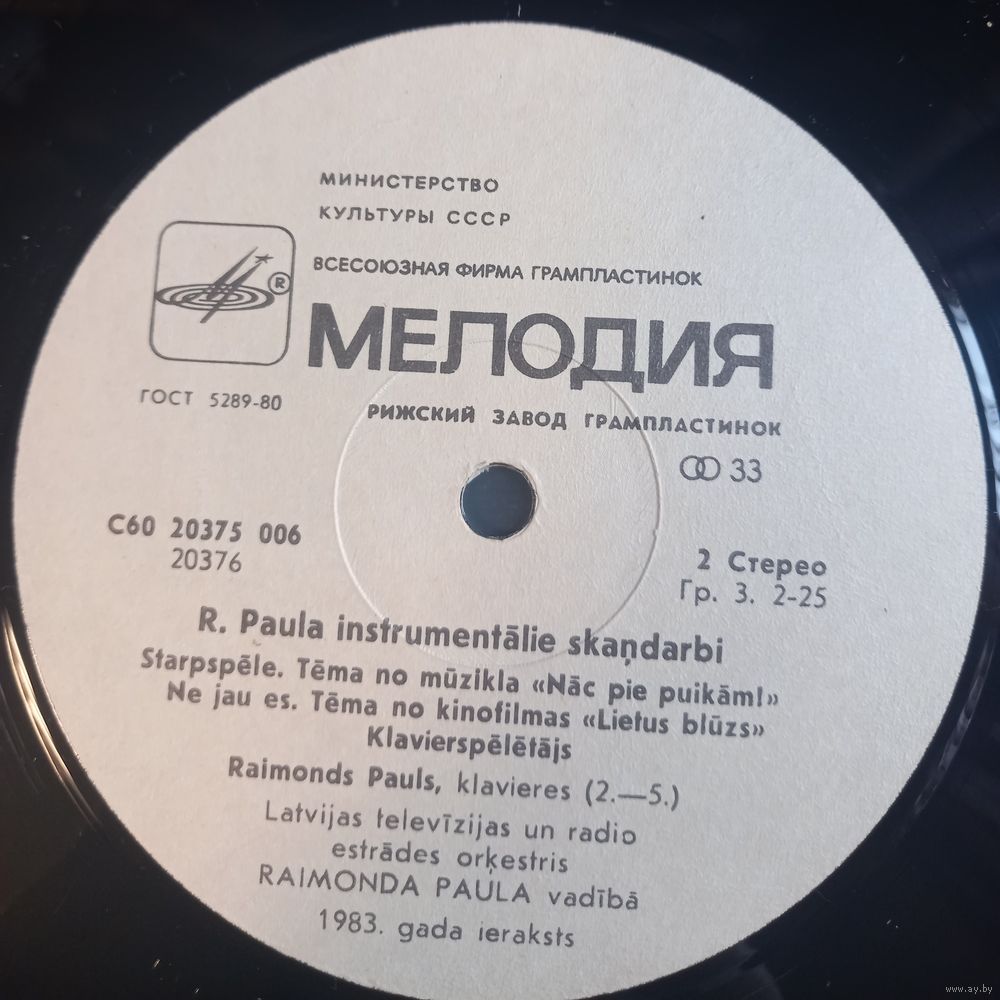 МИНИСТЕРСТВО
КУЛЬТУРЫ СССР
ВСЕСОЮЗНАЯ ФИРМА ГРАМПЛАСТИНОК
®
МЕЛОДИЯ
ГОСТ 5289-80
РИЖСКИЙ ЗАВОД ГРАМПЛАСТИНОК
33
С60 20375 006
20376
2 Стерео
Гр. 3. 2-25
R. Paula instrumentālie skaņdarbi
Starpspēle. Tēma no mūzikla «Nāc pie puikām!»
Ne jau es. Tēma no kinofilmas «Lietus blūzs»
Klavierspēlētājs
Raimonds Pauls, klavieres (2.—5.)
Latvijas televīzijas un radio
estrādes orķestris
RAIMONDA PAULA vadībā
1983. gada ieraksts
www.ay.by